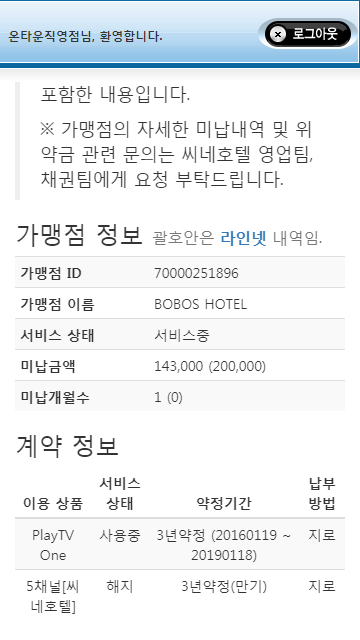 온타운직영점님, 환영합니다.
로그아웃
포함한 내용입니다.
※ 가맹점의 자세한 미납내역 및 위
약금 관련 문의는 씨네호텔 영업팀,
채권팀에게 요청 부탁드립니다.
가맹점 정보 괄호안은 라인넷 내역임.
가맹점 ID 70000251896
가맹점 이름 BOBOS HOTEL
서비스 상태 서비스중
미납금액 143,000 (200,000)
미납개월수 1 (0)
계약 정보
이용 상품 서비스 상태 약정기간 납부 방법
PlayTV One 사용중 3년약정 (20160119 ~ 20190118) 지로
5채널[씨네호텔] 해지 3년약정(만기) 지로